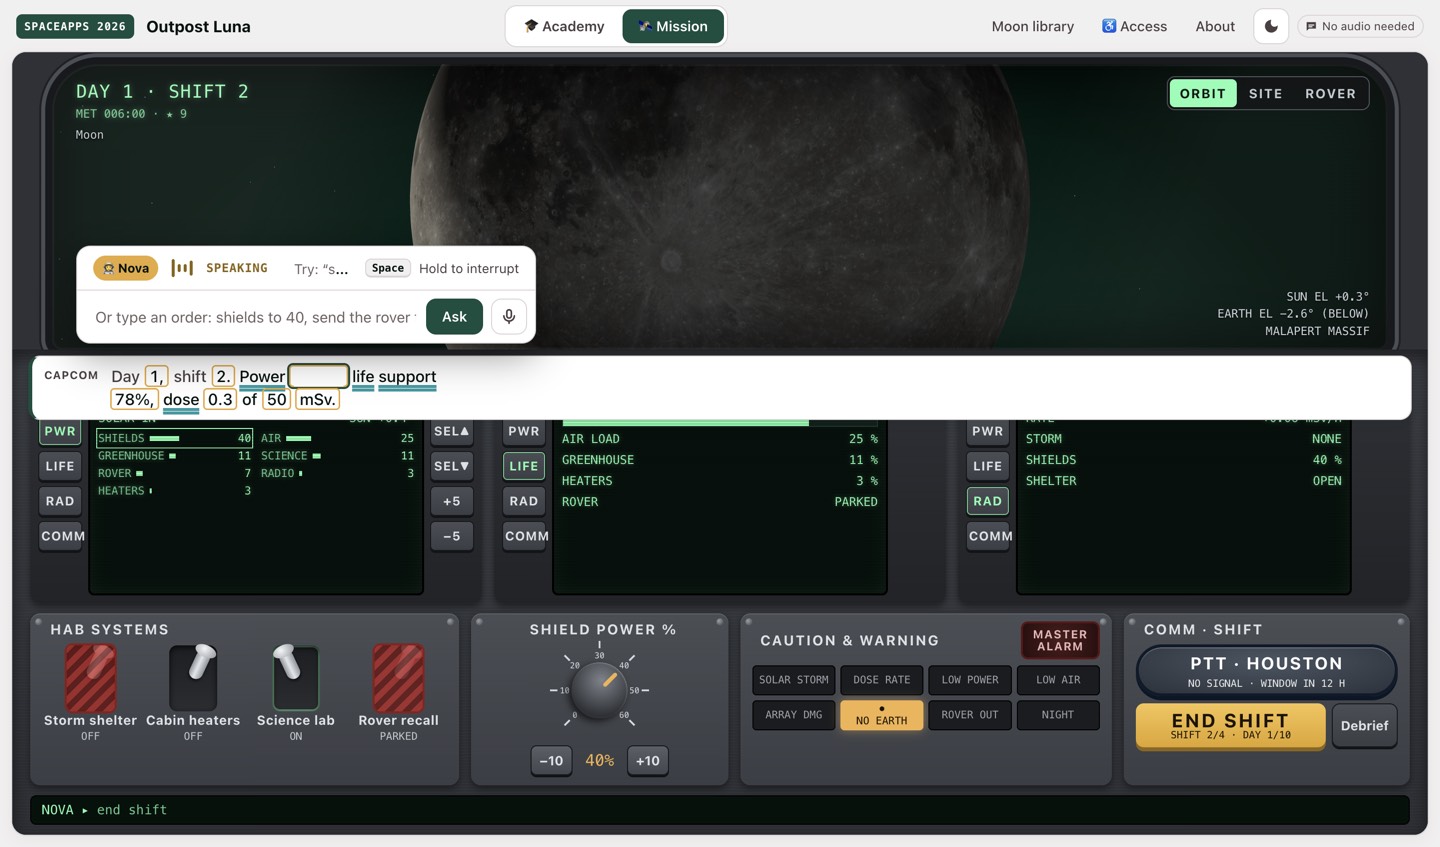 SPACEAPPS 2026
Outpost Luna
Academy
Mission
Moon library
Access
About
No audio needed
DAY 1 · SHIFT 2
MET 006:00 · ★ 9
Moon
ORBIT
SITE
ROVER
Nova
SPEAKING
Try: “s...
Space
Hold to interrupt
Or type an order: shields to 40, send the rover
Ask
SUN EL +0.3°
EARTH EL −2.6° (BELOW)
MALAPERT MASSIF
CAPCOM
Day 1, shift 2. Power life support
78%, dose 0.3 of 50 mSv.
PWR
LIFE
RAD
COMM
SHIELDS 40
AIR 25
GREENHOUSE 11
SCIENCE 11
ROVER 7
RADIO 3
HEATERS 3
SEL▲
SEL▼
+5
−5
PWR
LIFE
RAD
COMM
AIR LOAD 25 %
GREENHOUSE 11 %
HEATERS 3 %
ROVER PARKED
PWR
LIFE
RAD
COMM
STORM NONE
SHIELDS 40 %
SHELTER OPEN
HAB SYSTEMS
Storm shelter
OFF
Cabin heaters
OFF
Science lab
ON
Rover recall
PARKED
SHIELD POWER %
0
10
20
30
40
50
60
−10
40%
+10
CAUTION & WARNING
MASTER
ALARM
SOLAR STORM
DOSE RATE
LOW POWER
LOW AIR
ARRAY DMG
NO EARTH
ROVER OUT
NIGHT
COMM · SHIFT
PTT · HOUSTON
NO SIGNAL · WINDOW IN 12 H
END SHIFT
SHIFT 2/4 · DAY 1/10
Debrief
NOVA ▸ end shift